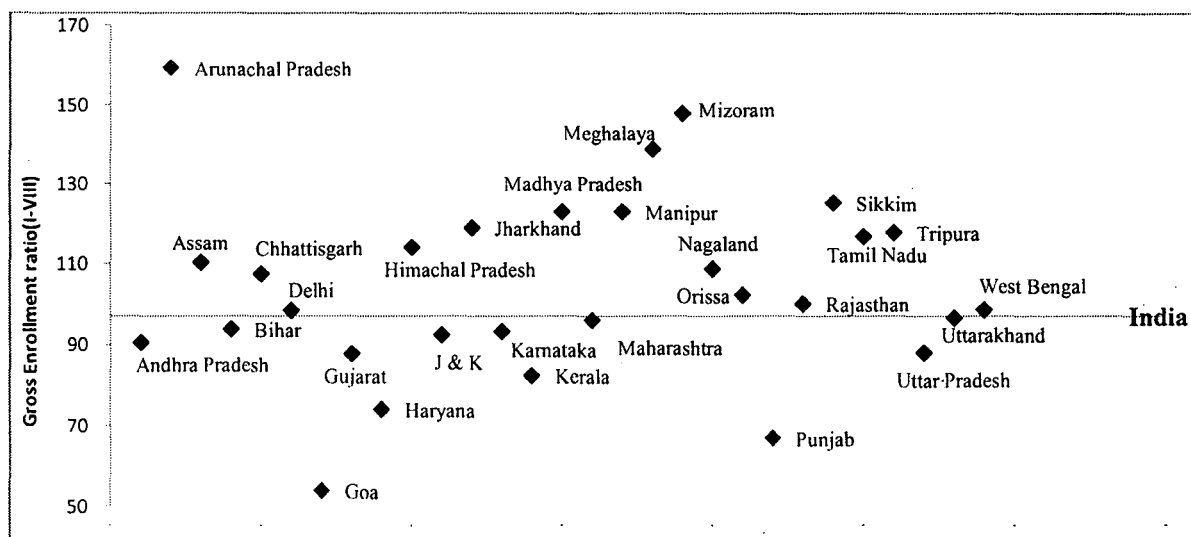 170
Arunachal Pradesh
150
Mizoram
Meghalaya
130
Madhya Pradesh
Manipur
Sikkim
Jharkhand
Tripura
Tamil Nadu
Assam
Chhattisgarh
Himachal Pradesh
Nagaland
110
Delhi
Orissa
Rajasthan
West Bengal
India
Bihar
Karnataka
Maharashtra
Uttarakhand
90
Andhra Pradesh
Gujarat
J & K
Kerala
Uttar Pradesh
Haryana
70
Punjab
Goa
50
Gross Enrollment ratio(I-VIII)